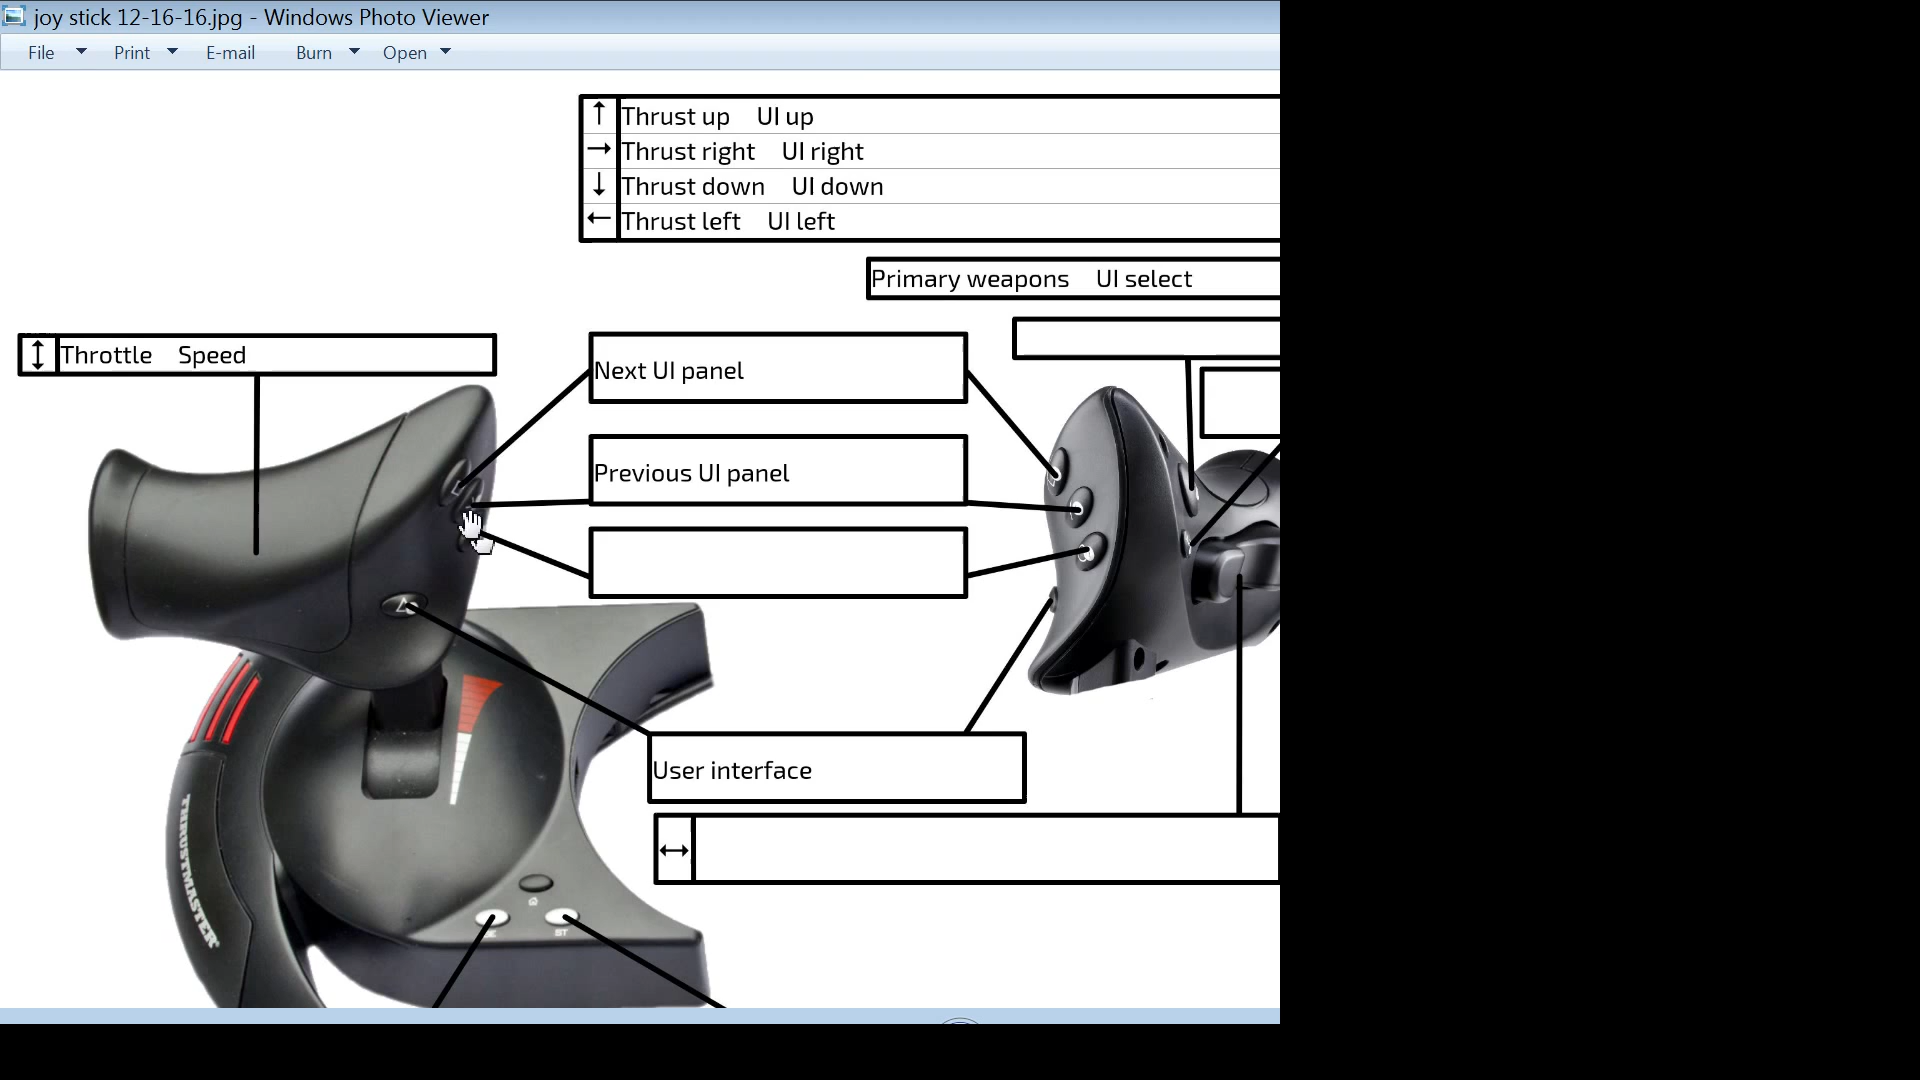 joy stick 12-16-16.jpg - Windows Photo Viewer
File Print E-mail Burn Open
↑ Thrust up UI up
→ Thrust right UI right
↓ Thrust down UI down
← Thrust left UI left
Primary weapons UI select
↕ Throttle Speed
Next UI panel
Previous UI panel
User interface
↔
THRUSTMASTER
ST